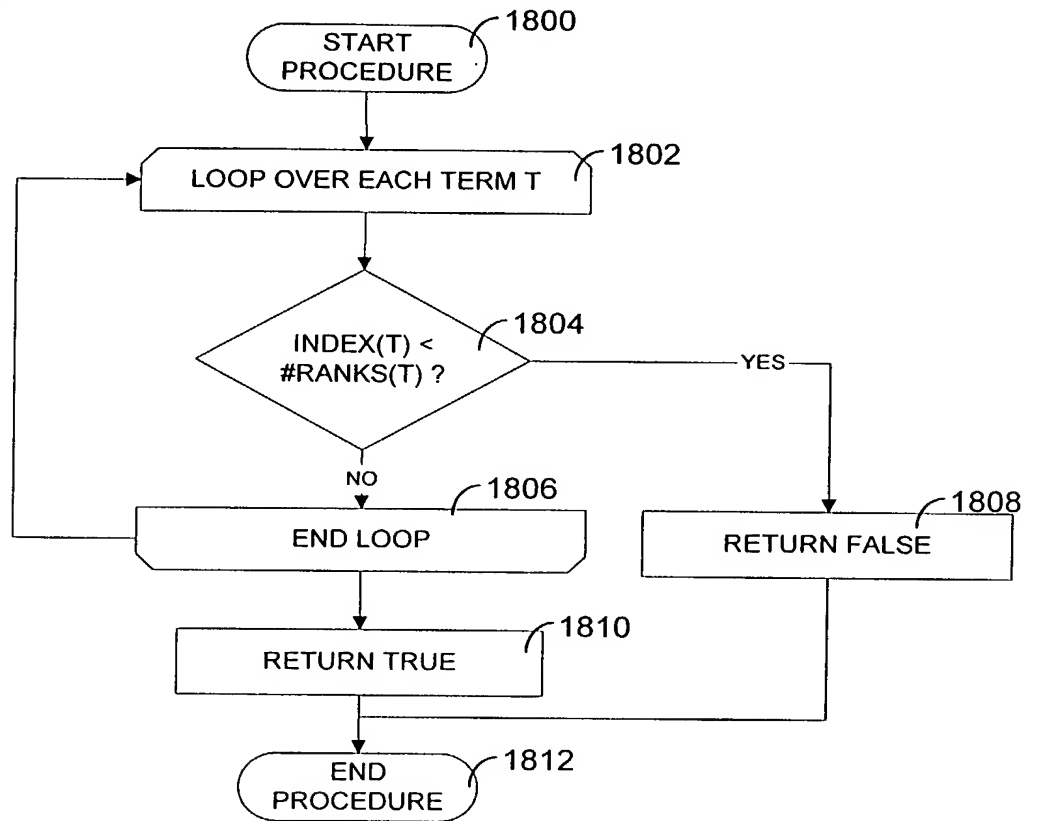 1800
START
PROCEDURE
1802
LOOP OVER EACH TERM T
1804
INDEX(T) <
#RANKS(T) ?
YES
NO
1806
END LOOP
1808
RETURN FALSE
1810
RETURN TRUE
1812
END
PROCEDURE